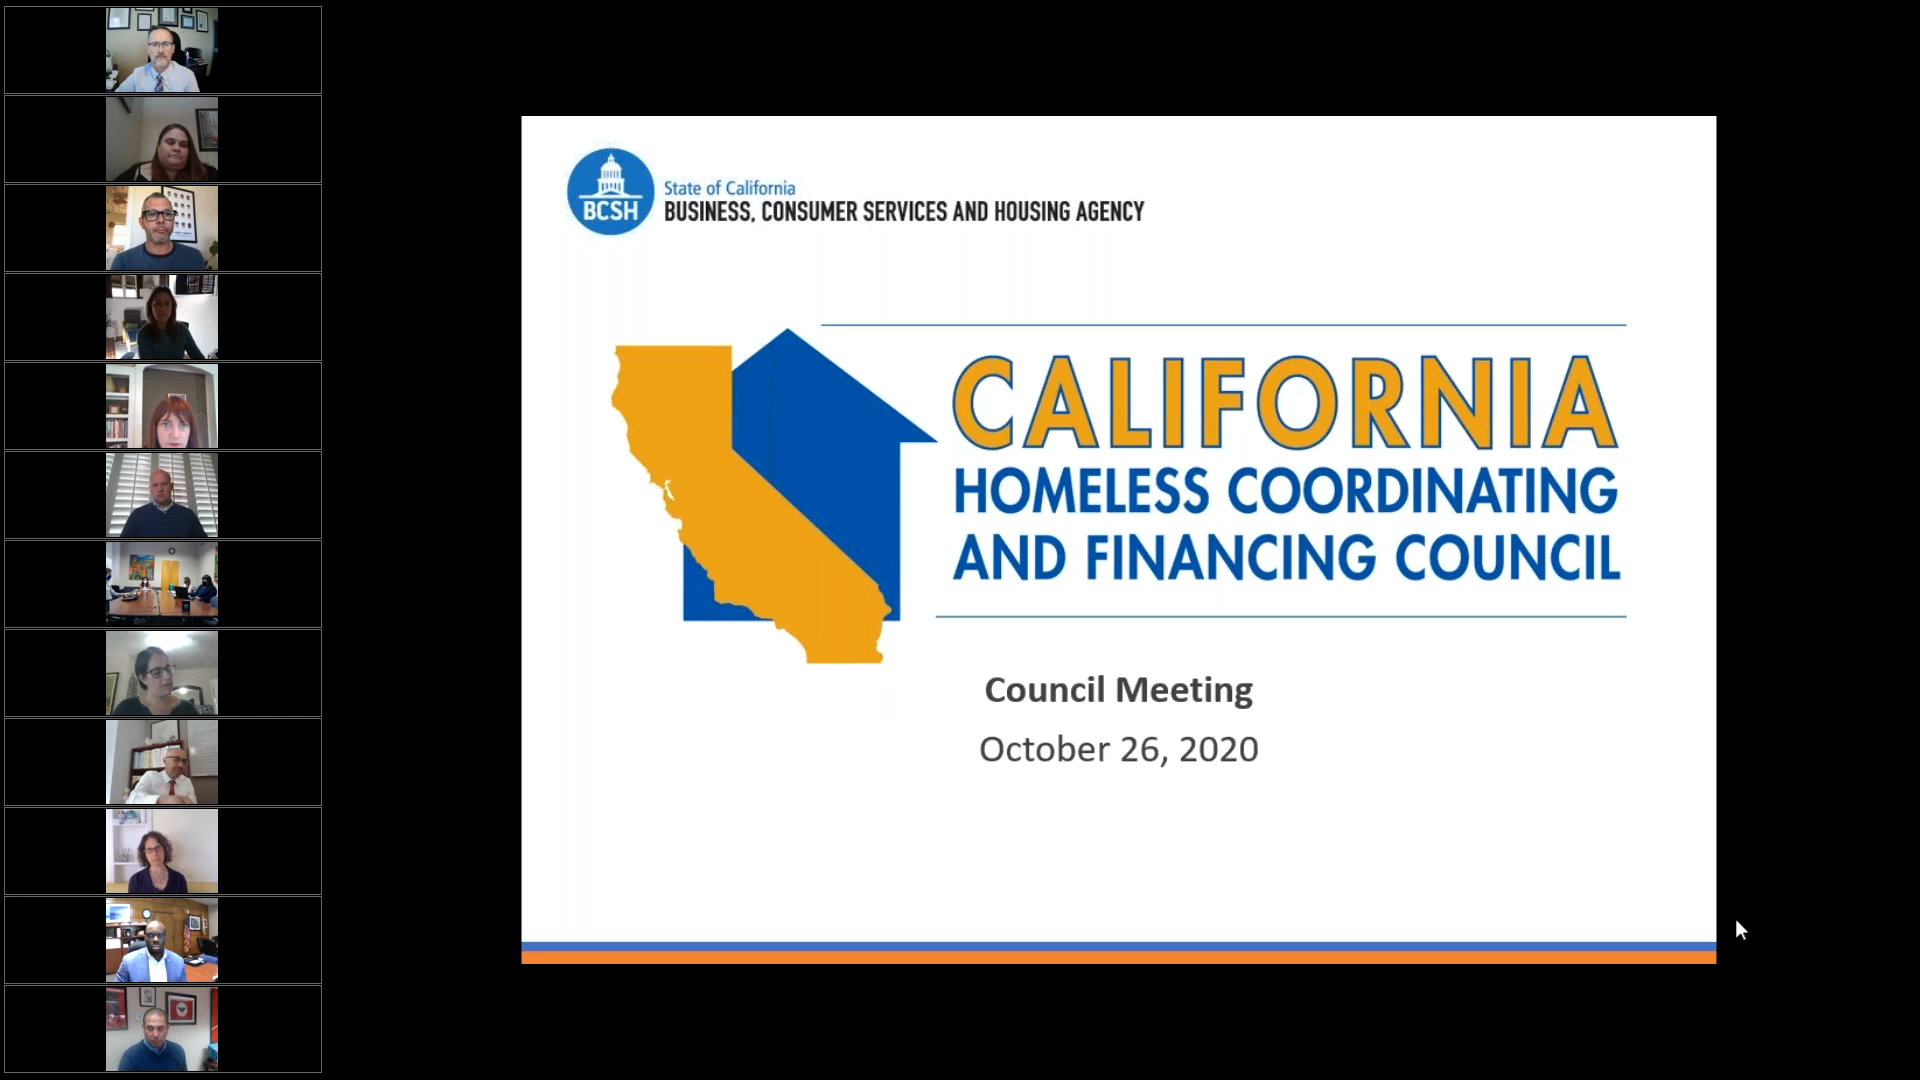 BCSH
State of California
BUSINESS, CONSUMER SERVICES AND HOUSING AGENCY
CALIFORNIA
HOMELESS COORDINATING
AND FINANCING COUNCIL
Council Meeting
October 26, 2020